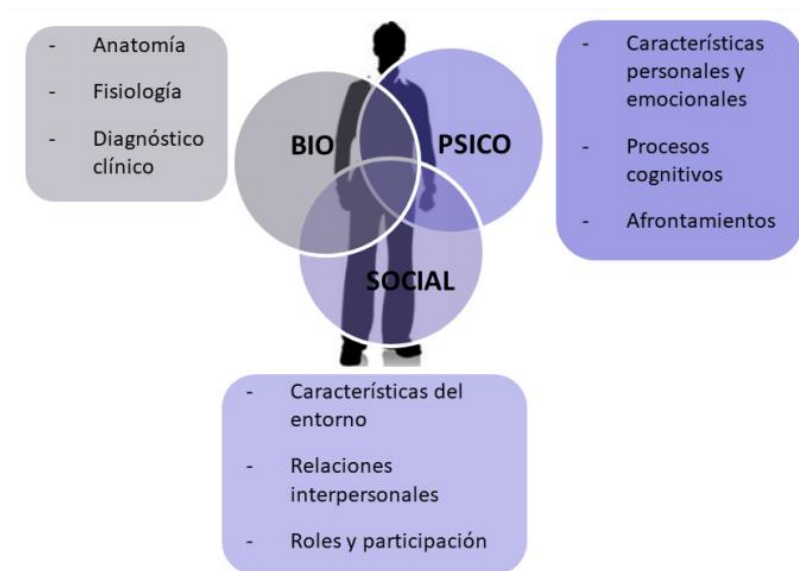 - Anatomía
- Fisiología
- Diagnóstico
clínico
BIO
PSICO
SOCIAL
- Características
personales y
emocionales
- Procesos
cognitivos
- Afrontamientos
- Características del
entorno
- Relaciones
interpersonales
- Roles y participación